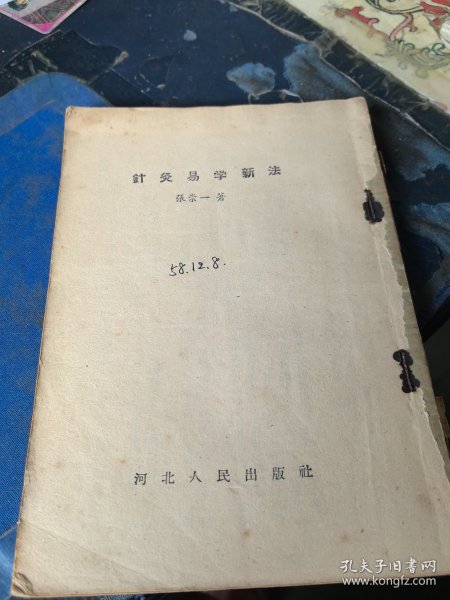 針灸易学新法
張崇一著
58.12.8.
河北人民出版社
孔夫子旧书网
www.kongfz.com